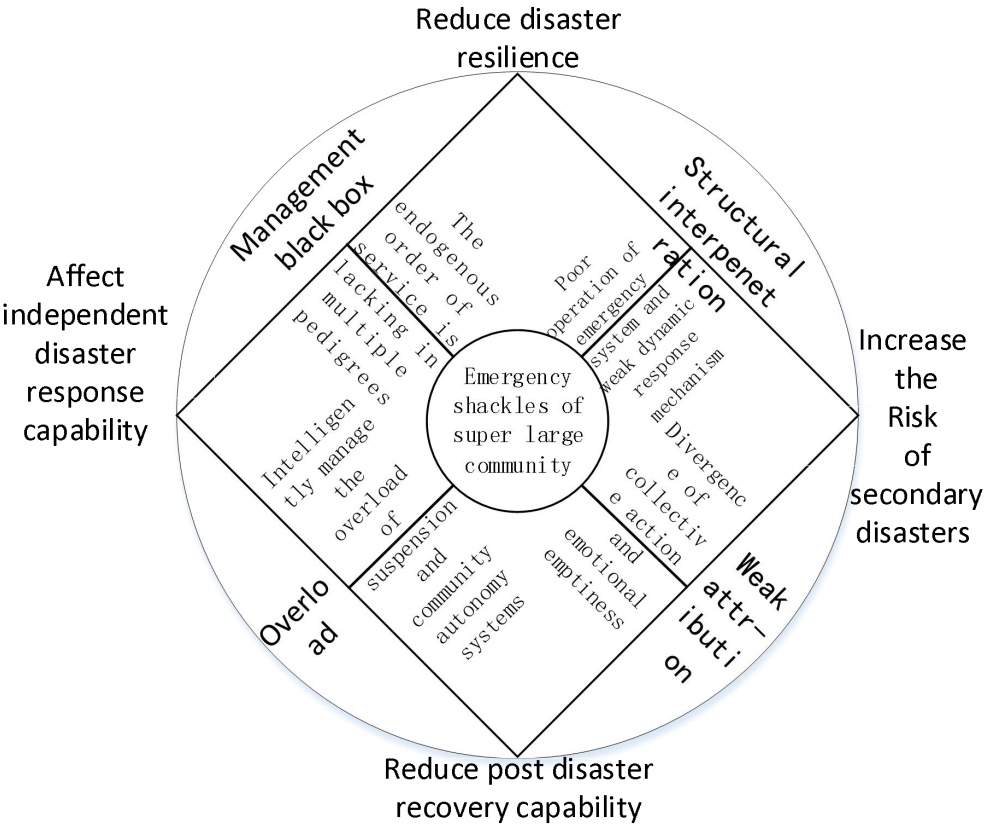 Reduce disaster
resilience
Management
black box
Structural
interpenet
ration
The
endogenous
order of
service is
lacking in
multiple
pedigrees
Poor
operation of
emergency
system and
weak dynamic
response
mechanism
Affect
independent
disaster
response
capability
Emergency
shackles of
super large
community
Increase
the
Risk
of
secondary
disasters
Intelligen
tly manage
the
overload
of
suspension
and
community
autonomy
systems
Divergenc
e of
collectiv
e action
and
emotional
emptiness
Overlo
ad
Weak
attr-
ibuti
on
Reduce post disaster
recovery capability